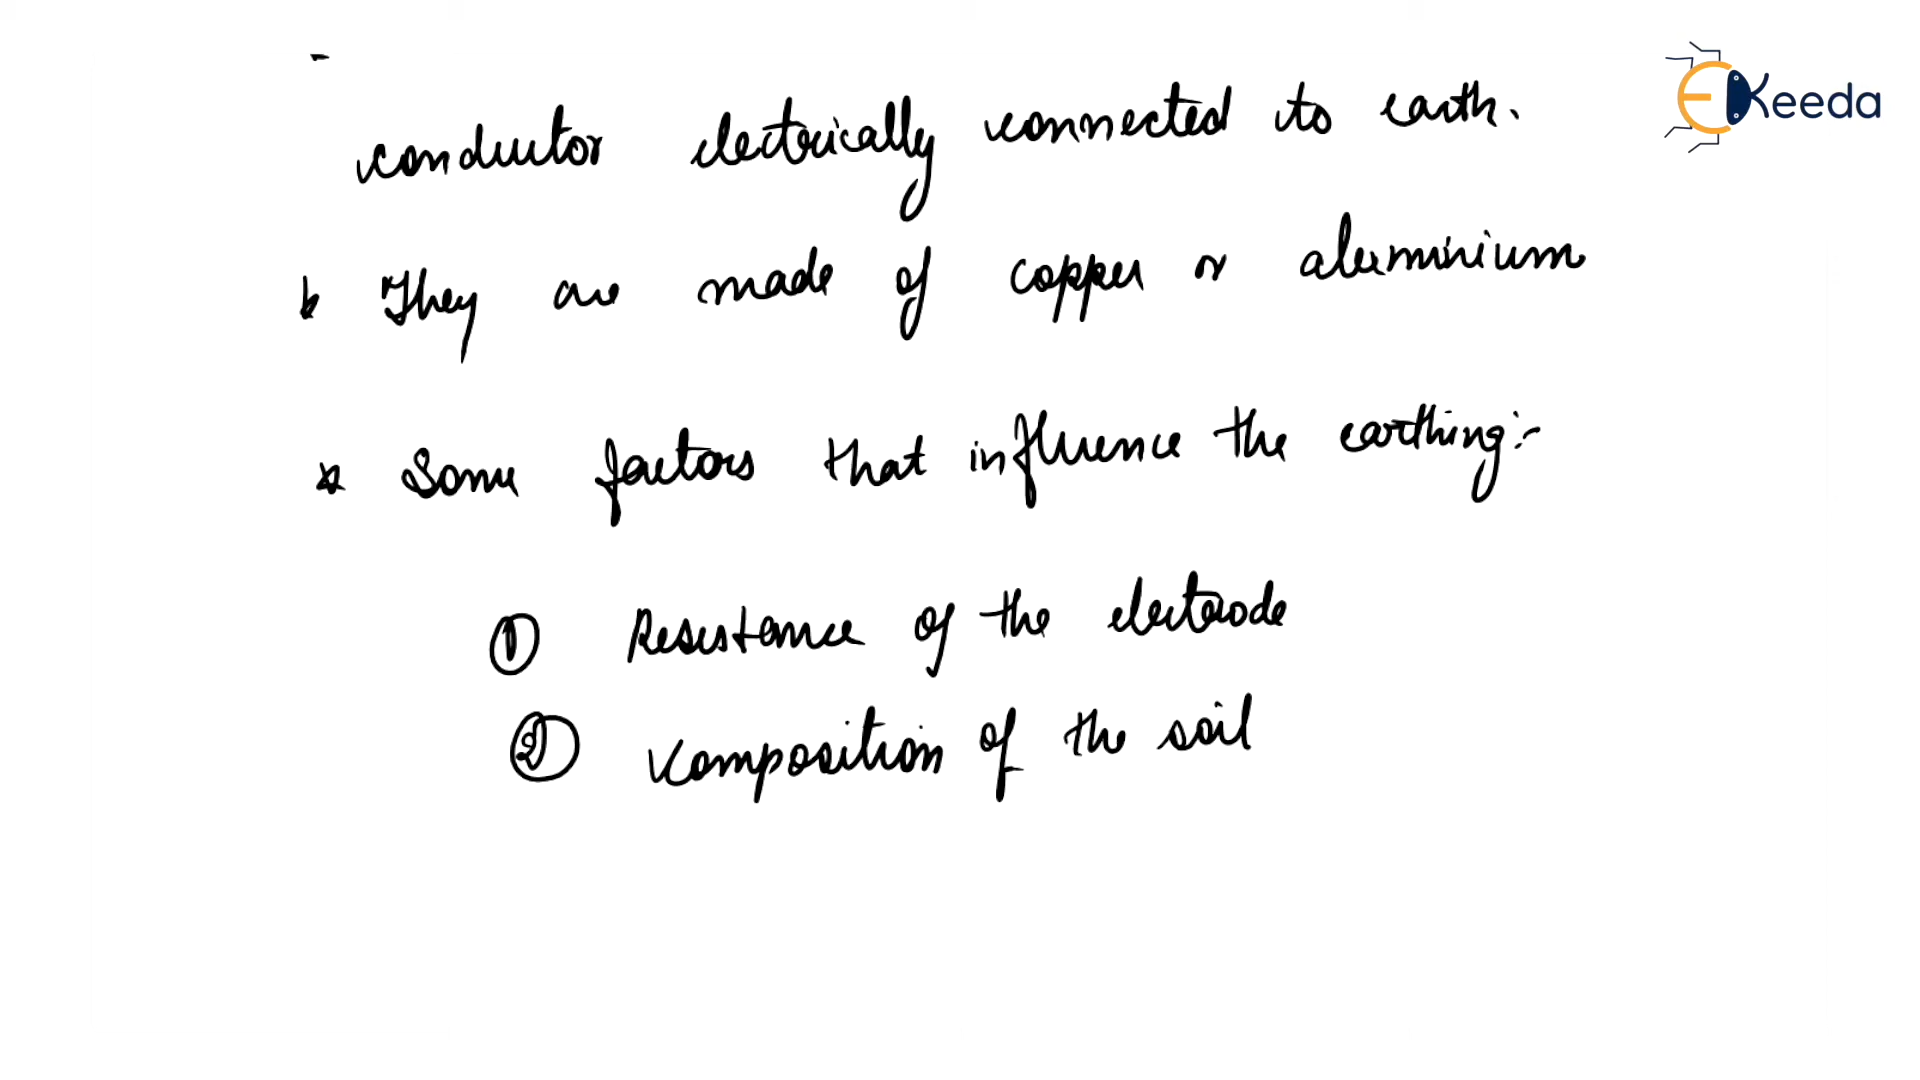 EKeeda
conductor electrically connected to earth.
* They are made of copper or aluminium
* Some factors that influence the earthing:-
① Resistance of the electrode
② Composition of the soil